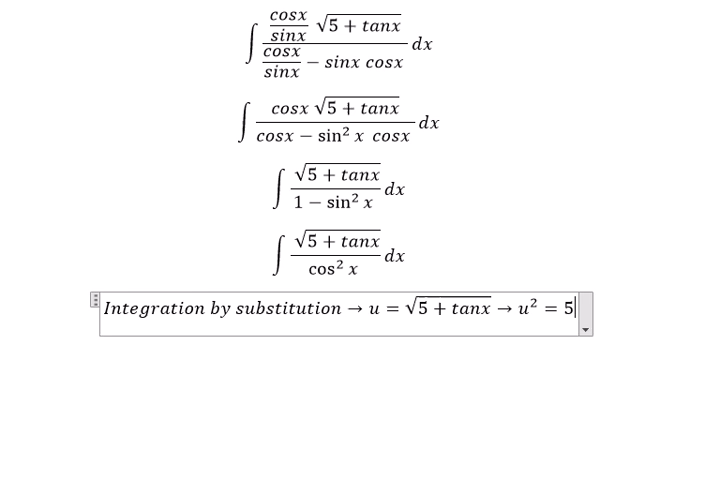 ∫ (cosx/sinx √(5 + tanx))/(cosx/sinx − sinx cosx) dx
∫ (cosx √(5 + tanx))/(cosx − sin² x cosx) dx
∫ √(5 + tanx)/(1 − sin² x) dx
∫ √(5 + tanx)/(cos² x) dx
Integration by substitution → u = √(5 + tanx) → u² = 5